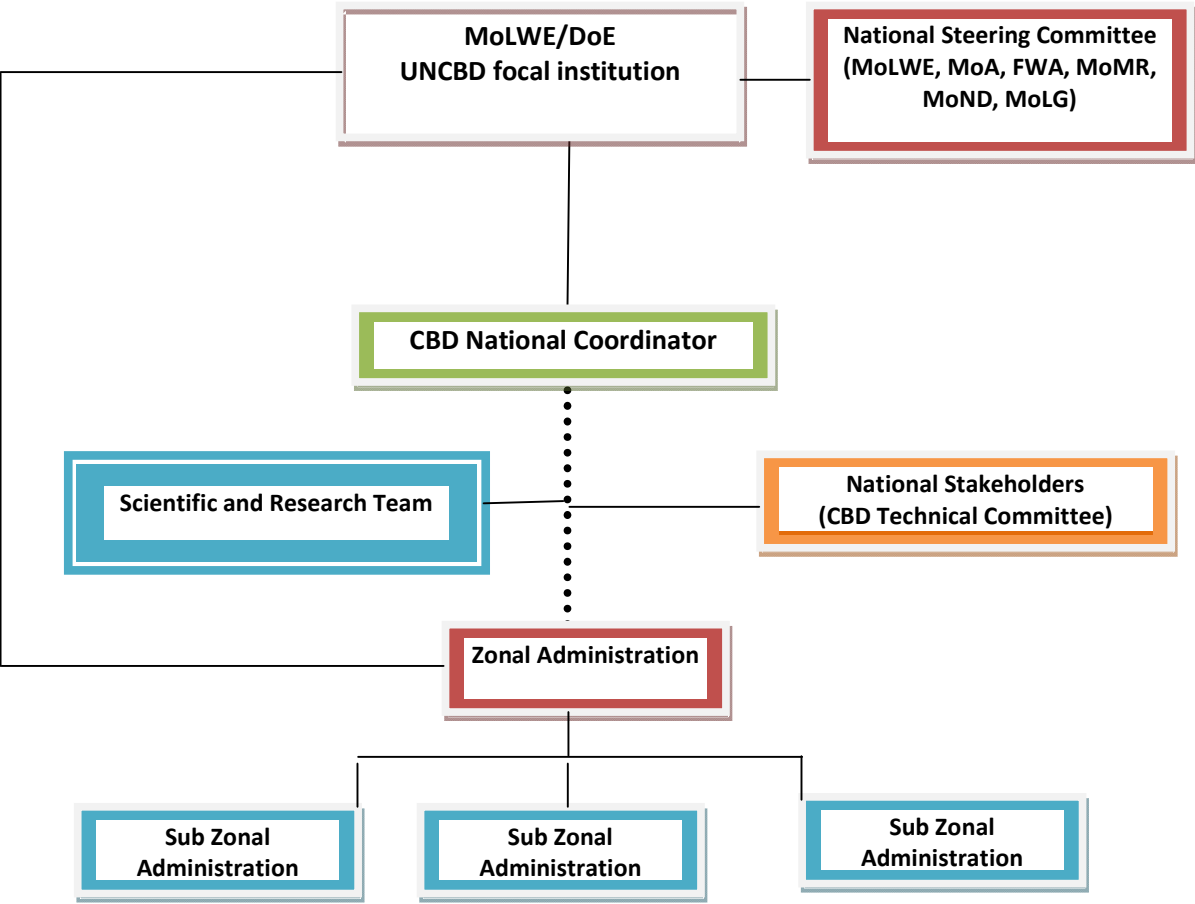 MoLWE/DoE
UNCBD focal institution
National Steering Committee
(MoLWE, MoA, FWA, MoMR,
MoND, MoLG)
CBD National Coordinator
Scientific and Research Team
National Stakeholders
(CBD Technical Committee)
Zonal Administration
Sub Zonal
Administration
Sub Zonal
Administration
Sub Zonal
Administration